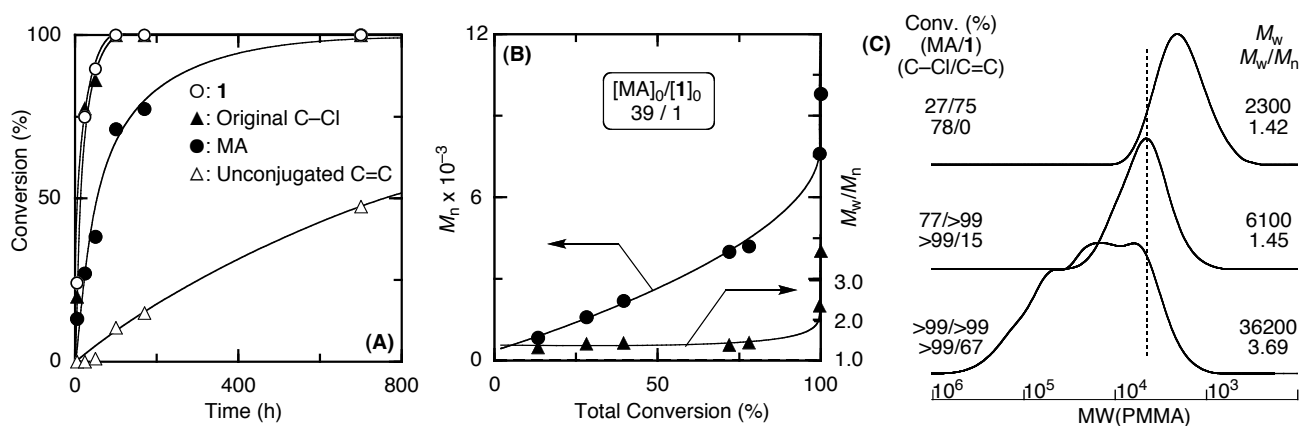 100
50
0
Conversion (%)
0
400
800
Time (h)
○: 1
▲: Original C–Cl
●: MA
△: Unconjugated C=C
(A)
(B)
12
6
0
Mn x 10–3
[MA]0/[1]0
39 / 1
3.0
2.0
1.0
Mw/Mn
0
50
100
Total Conversion (%)
(C)
Conv. (%)
(MA/1)
(C–Cl/C=C)
Mw
Mw/Mn
27/75
78/0
2300
1.42
77/>99
>99/15
6100
1.45
>99/>99
>99/67
36200
3.69
106
105
104
103
MW(PMMA)